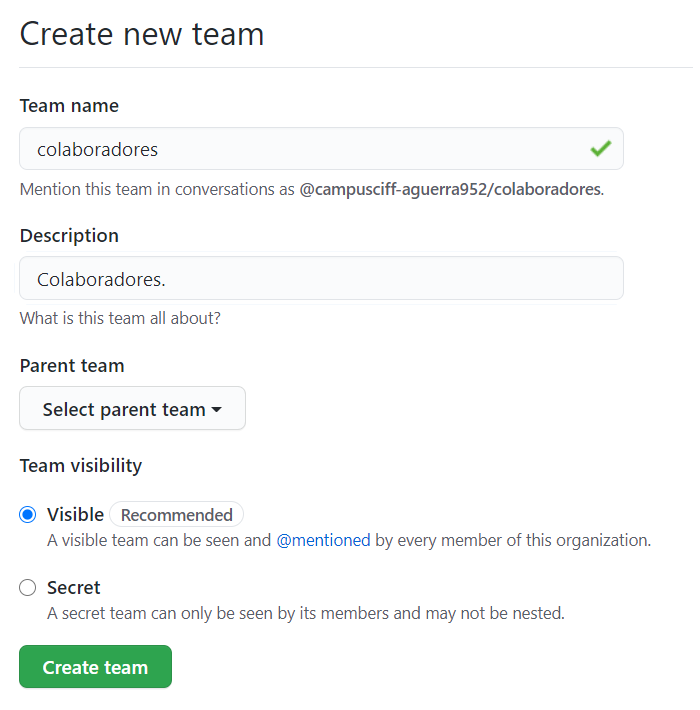 Create new team
Team name
colaboradores
Mention this team in conversations as @campusciff-aguerra952/colaboradores.
Description
Colaboradores.
What is this team all about?
Parent team
Select parent team
Team visibility
Visible Recommended
A visible team can be seen and @mentioned by every member of this organization.
Secret
A secret team can only be seen by its members and may not be nested.
Create team